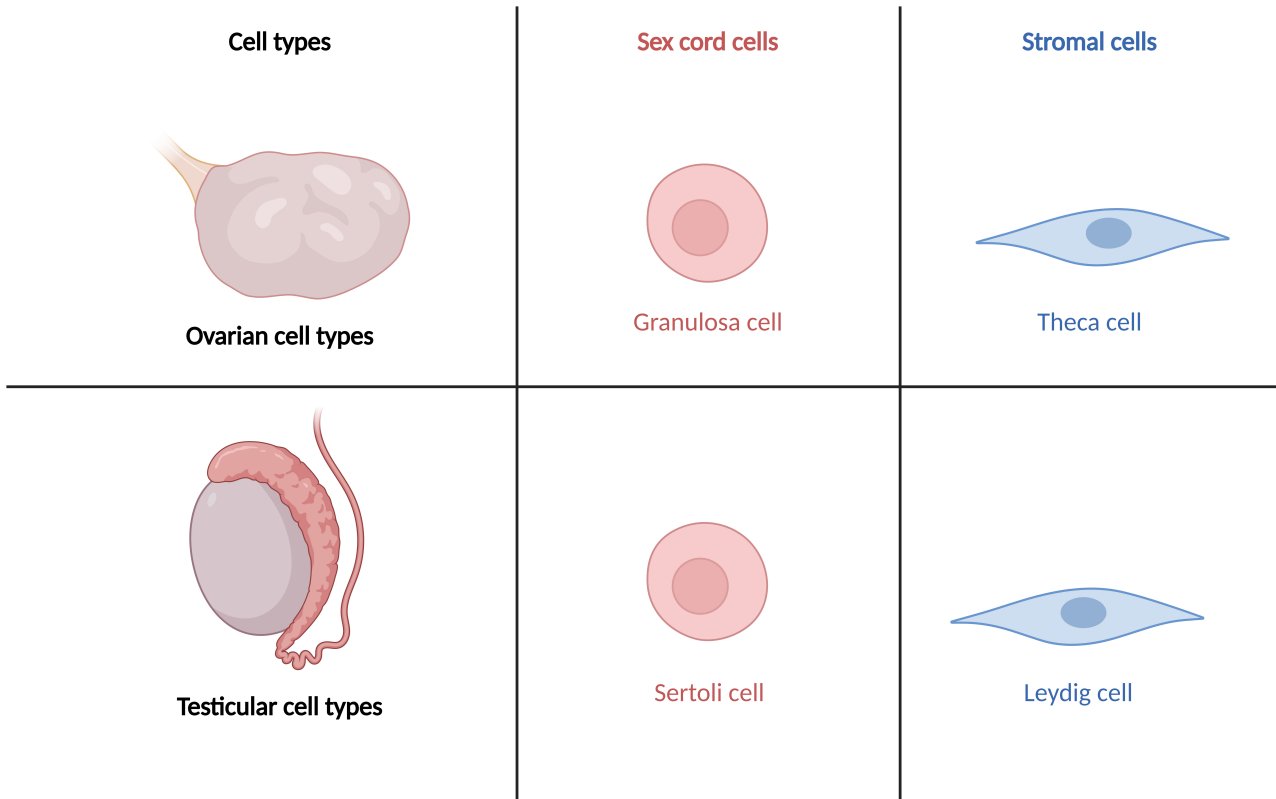 Cell types
Sex cord cells
Stromal cells
Ovarian cell types
Granulosa cell
Theca cell
Testicular cell types
Sertoli cell
Leydig cell